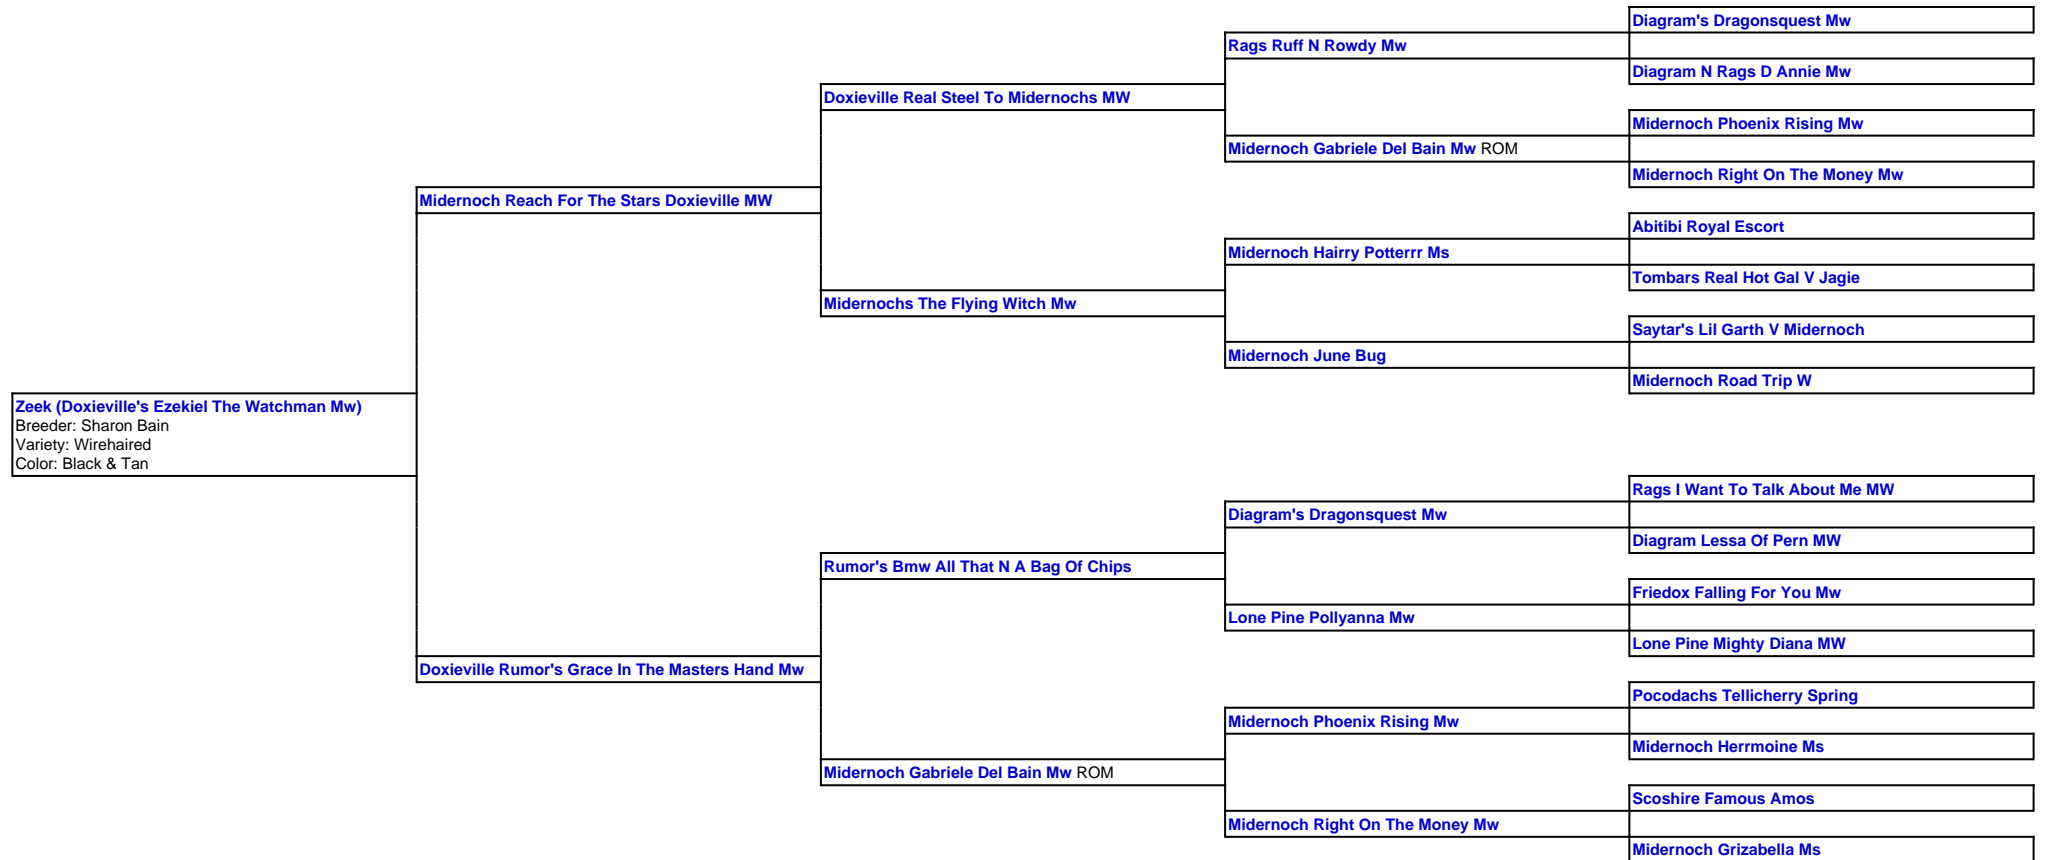 Diagram's Dragonsquest Mw
Rags Ruff N Rowdy Mw
Diagram N Rags D Annie Mw
Doxieville Real Steel To Midernochs MW
Midernoch Phoenix Rising Mw
Midernoch Gabriele Del Bain Mw ROM
Midernoch Right On The Money Mw
Midernoch Reach For The Stars Doxieville MW
Abitibi Royal Escort
Midernoch Hairry Potterrr Ms
Tombars Real Hot Gal V Jagie
Midernochs The Flying Witch Mw
Saytar's Lil Garth V Midernoch
Midernoch June Bug
Midernoch Road Trip W
Zeek (Doxieville's Ezekiel The Watchman Mw)
Breeder: Sharon Bain
Variety: Wirehaired
Color: Black & Tan
Rags I Want To Talk About Me MW
Diagram's Dragonsquest Mw
Diagram Lessa Of Pern MW
Rumor's Bmw All That N A Bag Of Chips
Friedox Falling For You Mw
Lone Pine Pollyanna Mw
Lone Pine Mighty Diana MW
Doxieville Rumor's Grace In The Masters Hand Mw
Pocodachs Tellicherry Spring
Midernoch Phoenix Rising Mw
Midernoch Herrmoine Ms
Midernoch Gabriele Del Bain Mw ROM
Scoshire Famous Amos
Midernoch Right On The Money Mw
Midernoch Grizabella Ms